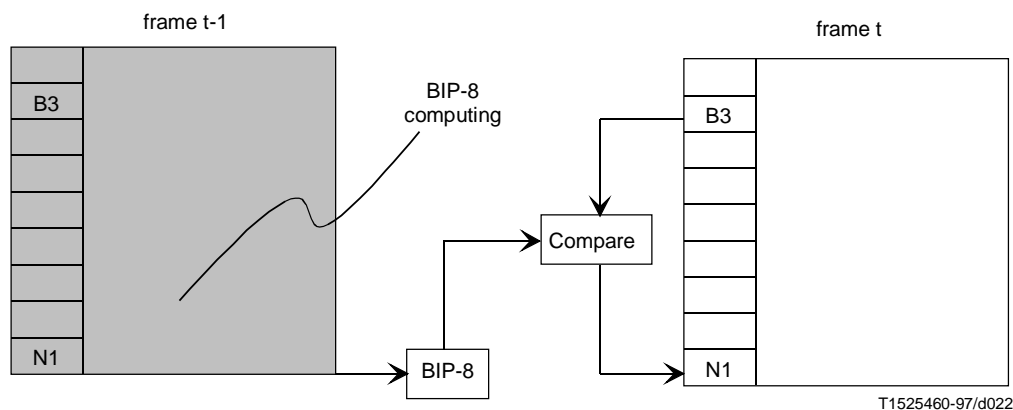 frame t-1
frame t
B3
BIP-8
computing
B3
Compare
N1
BIP-8
N1
T1525460-97/d022